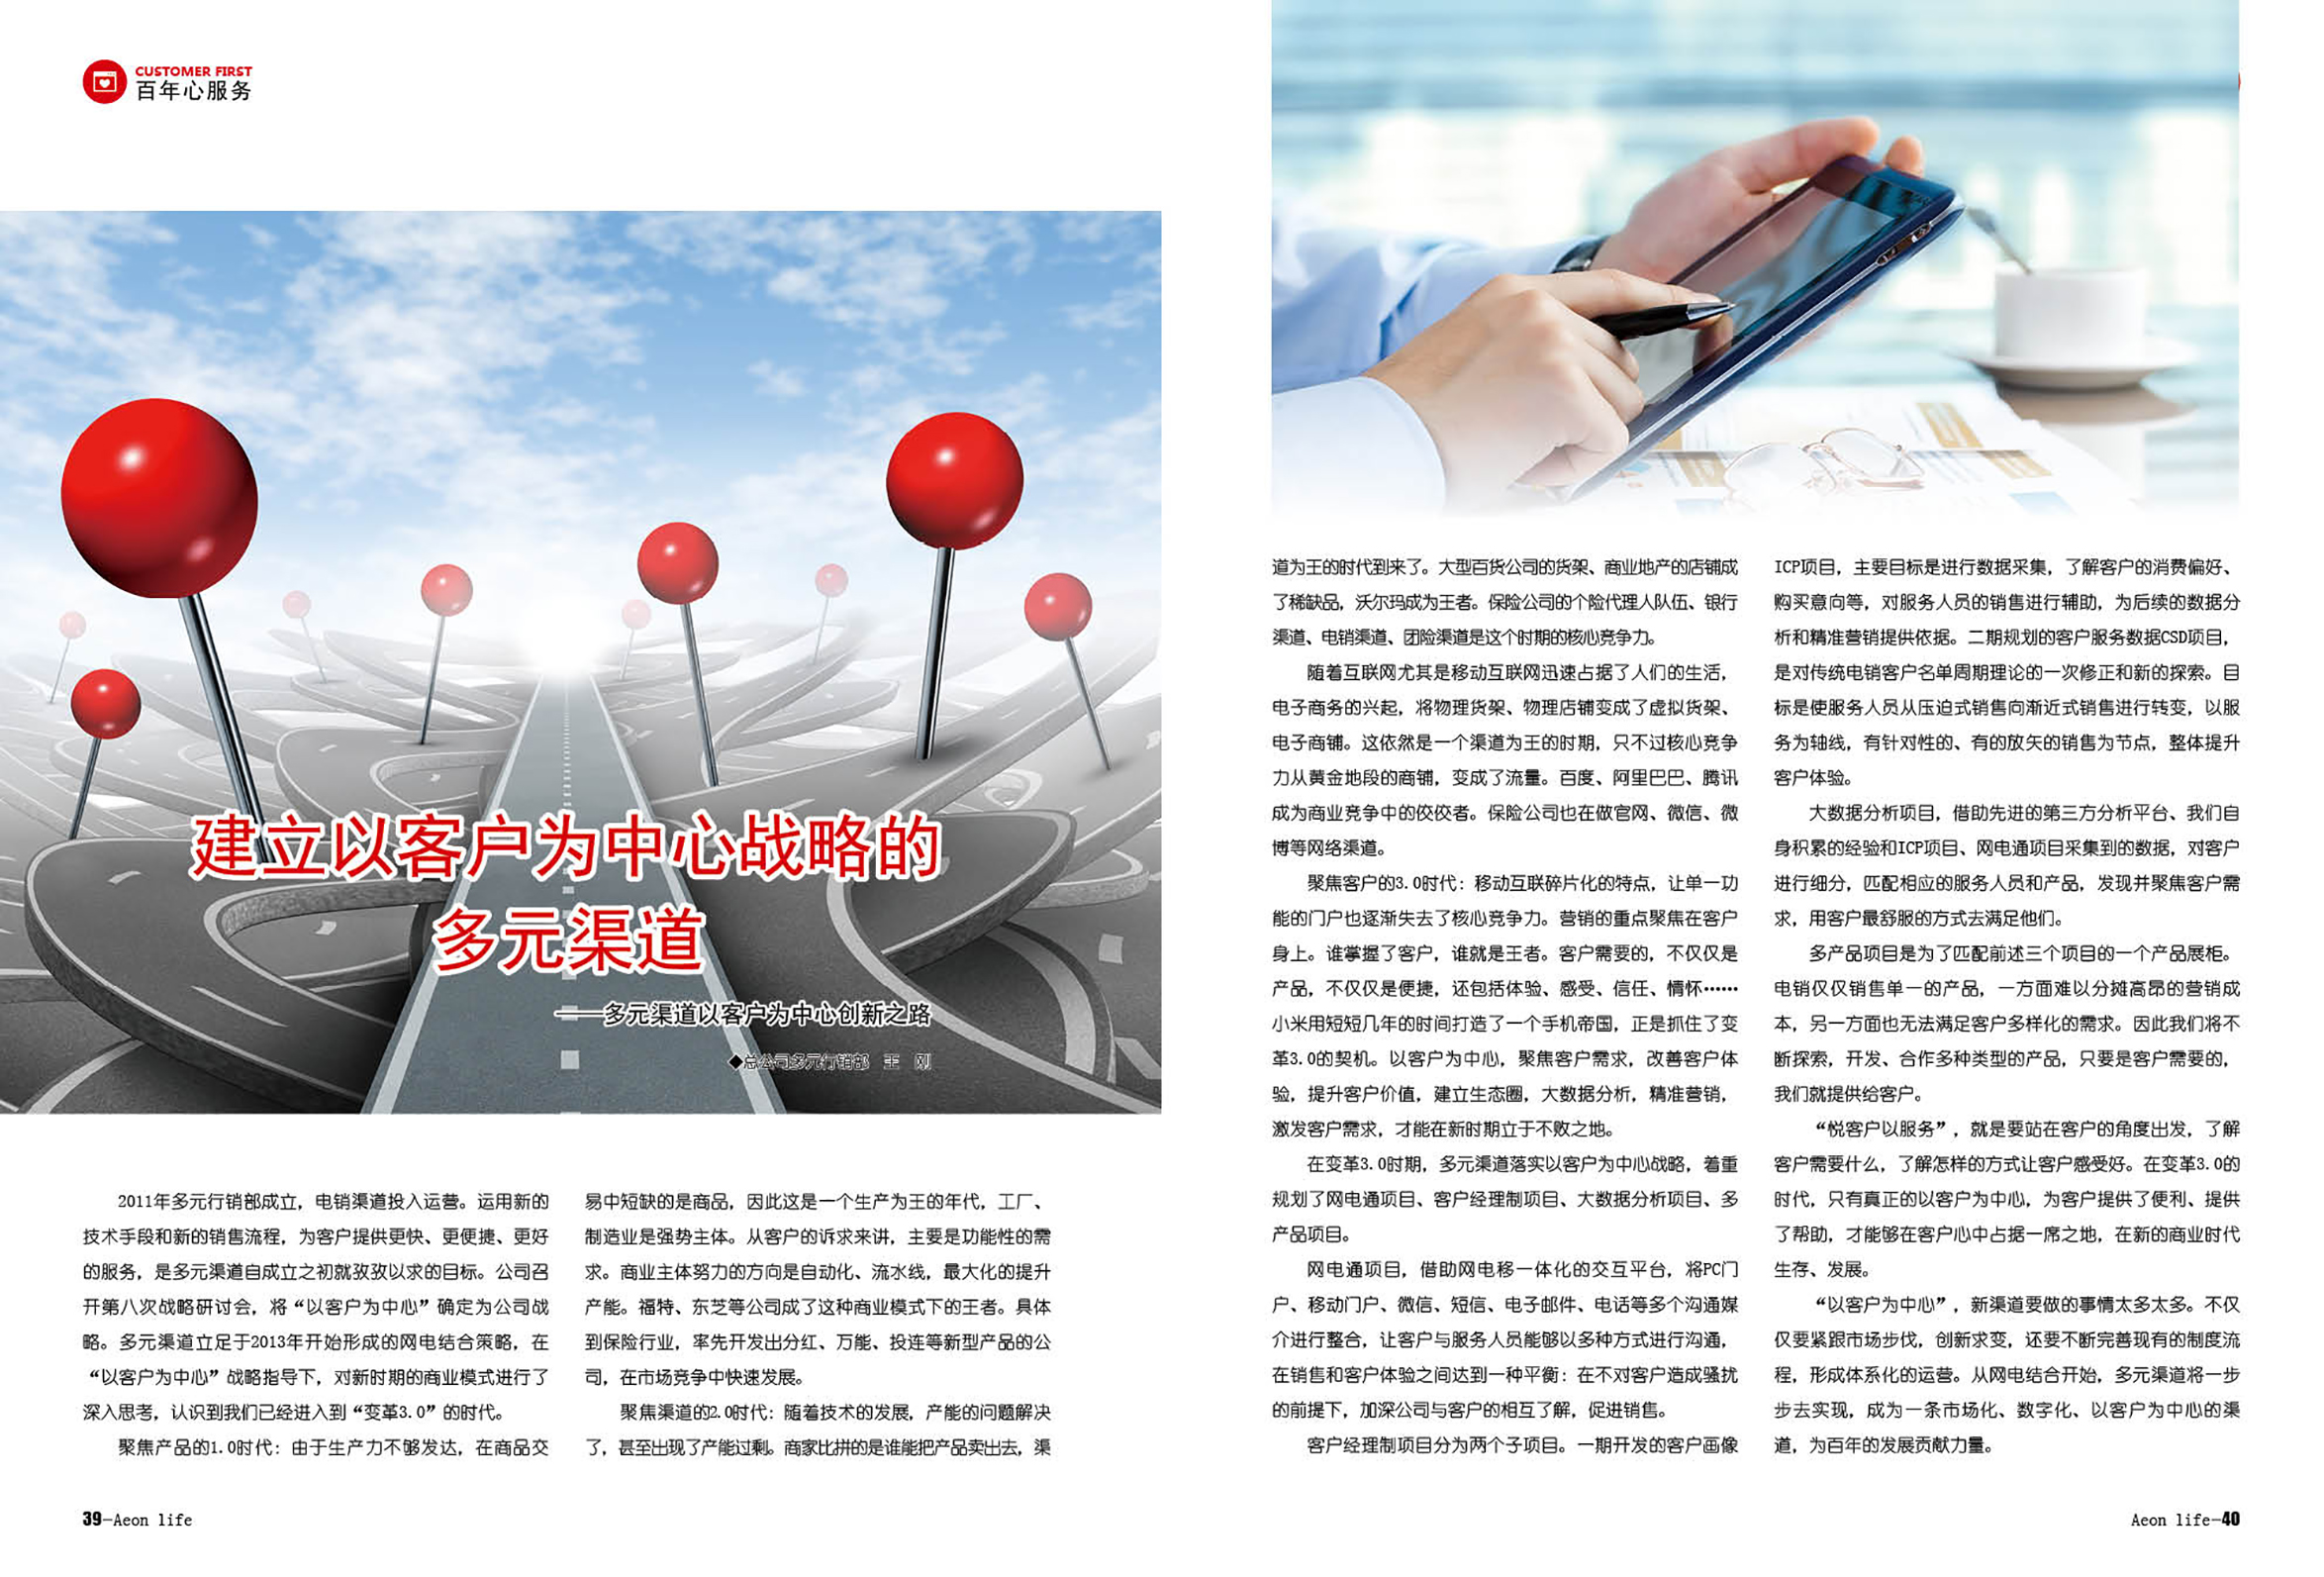 CUSTOMER FIRST
百年心服务
建立以客户为中心战略的
多元渠道
——多元渠道以客户为中心创新之路
◆总公司多元行销部 王 刚
2011年多元行销部成立，电销渠道投入运营。运用新的
技术手段和新的销售流程，为客户提供更快、更便捷、更好
的服务，是多元渠道自成立之初就孜孜以求的目标。公司召
开第八次战略研讨会，将“以客户为中心”确定为公司战
略。多元渠道立足于2013年开始形成的网电结合策略，在
“以客户为中心”战略指导下，对新时期的商业模式进行了
深入思考，认识到我们已经进入到“变革3.0”的时代。
聚焦产品的1.0时代：由于生产力不够发达，在商品交
易中短缺的是商品，因此这是一个生产为王的年代，工厂、
制造业是强势主体。从客户的诉求来讲，主要是功能性的需
求。商业主体努力的方向是自动化、流水线，最大化的提升
产能。福特、东芝等公司成了这种商业模式下的王者。具体
到保险行业，率先开发出分红、万能、投连等新型产品的公
司，在市场竞争中快速发展。
聚焦渠道的2.0时代：随着技术的发展，产能的问题解决
了，甚至出现了产能过剩。商家比拼的是谁能把产品卖出去，渠
39—Aeon life
道为王的时代到来了。大型百货公司的货架、商业地产的店铺成
了稀缺品，沃尔玛成为王者。保险公司的个险代理人队伍、银行
渠道、电销渠道、团险渠道是这个时期的核心竞争力。
随着互联网尤其是移动互联网迅速占据了人们的生活，
电子商务的兴起，将物理货架、物理店铺变成了虚拟货架、
电子商铺。这依然是一个渠道为王的时期，只不过核心竞争
力从黄金地段的商铺，变成了流量。百度、阿里巴巴、腾讯
成为商业竞争中的佼佼者。保险公司也在做官网、微信、微
博等网络渠道。
聚焦客户的3.0时代：移动互联碎片化的特点，让单一功
能的门户也逐渐失去了核心竞争力。营销的重点聚焦在客户
身上。谁掌握了客户，谁就是王者。客户需要的，不仅仅是
产品，不仅仅是便捷，还包括体验、感受、信任、情怀……
小米用短短几年的时间打造了一个手机帝国，正是抓住了变
革3.0的契机。以客户为中心，聚焦客户需求，改善客户体
验，提升客户价值，建立生态圈，大数据分析，精准营销，
激发客户需求，才能在新时期立于不败之地。
在变革3.0时期，多元渠道落实以客户为中心战略，着重
规划了网电通项目、客户经理制项目、大数据分析项目、多
产品项目。
网电通项目，借助网电移一体化的交互平台，将PC门
户、移动门户、微信、短信、电子邮件、电话等多个沟通媒
介进行整合，让客户与服务人员能够以多种方式进行沟通，
在销售和客户体验之间达到一种平衡：在不对客户造成骚扰
的前提下，加深公司与客户的相互了解，促进销售。
客户经理制项目分为两个子项目。一期开发的客户画像
ICP项目，主要目标是进行数据采集，了解客户的消费偏好、
购买意向等，对服务人员的销售进行辅助，为后续的数据分
析和精准营销提供依据。二期规划的客户服务数据CSD项目，
是对传统电销客户名单周期理论的一次修正和新的探索。目
标是使服务人员从压迫式销售向渐近式销售进行转变，以服
务为轴线，有针对性的、有的放矢的销售为节点，整体提升
客户体验。
大数据分析项目，借助先进的第三方分析平台、我们自
身积累的经验和ICP项目、网电通项目采集到的数据，对客户
进行细分，匹配相应的服务人员和产品，发现并聚焦客户需
求，用客户最舒服的方式去满足他们。
多产品项目是为了匹配前述三个项目的一个产品展柜。
电销仅仅销售单一的产品，一方面难以分摊高昂的营销成
本，另一方面也无法满足客户多样化的需求。因此我们将不
断探索，开发、合作多种类型的产品，只要是客户需要的，
我们就提供给客户。
“悦客户以服务”，就是要站在客户的角度出发，了解
客户需要什么，了解怎样的方式让客户感受好。在变革3.0的
时代，只有真正的以客户为中心，为客户提供了便利、提供
了帮助，才能够在客户心中占据一席之地，在新的商业时代
生存、发展。
“以客户为中心”，新渠道要做的事情太多太多。不仅
仅要紧跟市场步伐，创新求变，还要不断完善现有的制度流
程，形成体系化的运营。从网电结合开始，多元渠道将一步
步去实现，成为一条市场化、数字化、以客户为中心的渠
道，为百年的发展贡献力量。
Aeon life—40